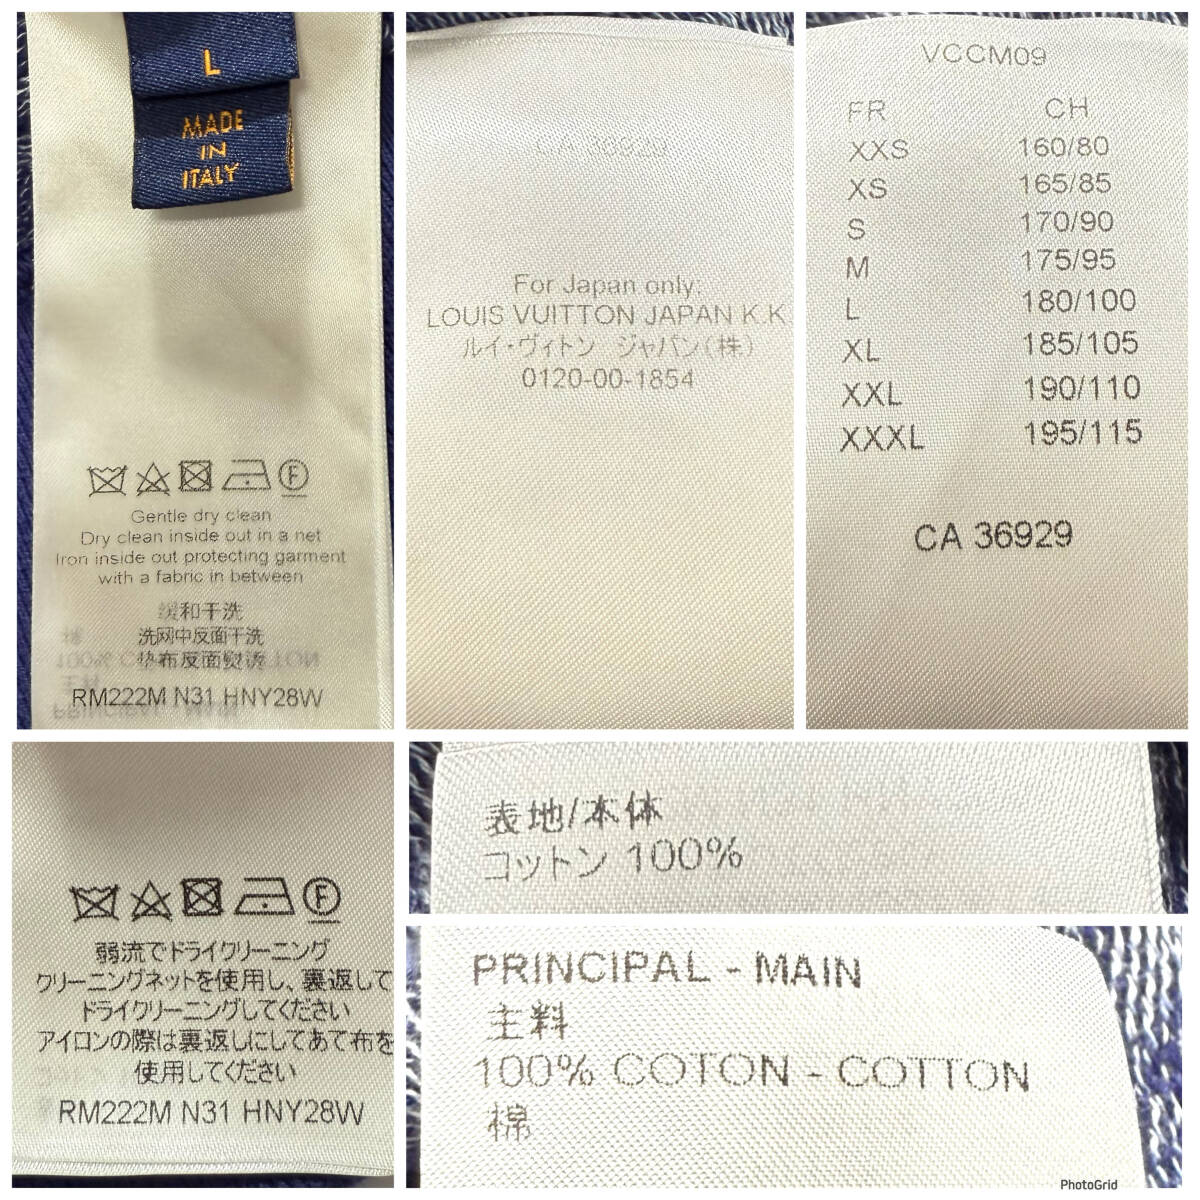 L
MADE
IN
ITALY
F
Gentle dry clean
Dry clean inside out in a net
Iron inside out protecting garment
with a fabric in between
缓和干洗
洗网中反面干洗
垫布反面熨烫
RM222M N31 HNY28W
For Japan only:
LOUIS VUITTON JAPAN K.K
ルイ・ヴィトン ジャパン(株)
0120-00-1854
VCCM09
FR CH
XXS 160/80
XS 165/85
S 170/90
M 175/95
L 180/100
XL 185/105
XXL 190/110
XXXL 195/115
CA 36929
F
弱流でドライクリーニング
クリーニングネットを使用し、裏返して
ドライクリーニングしてください
アイロンの際は裏返しにしてあて布を
使用してください
RM222M N31 HNY28W
表地/本体
コットン 100%
PRINCIPAL - MAIN
主料
100% COTON - COTTON
棉
PhotoGrid